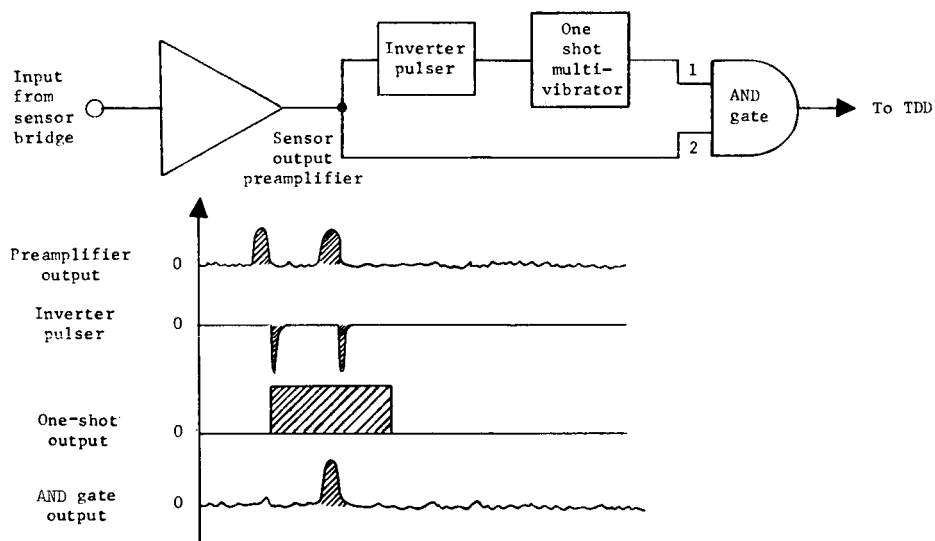 Input
from
sensor
bridge
Sensor
output
preamplifier
Inverter
pulser
One
shot
multi-
vibrator
1
2
AND
gate
To TDD
Preamplifier
output
0
Inverter
pulser
0
One-shot
output
0
AND gate
output
0